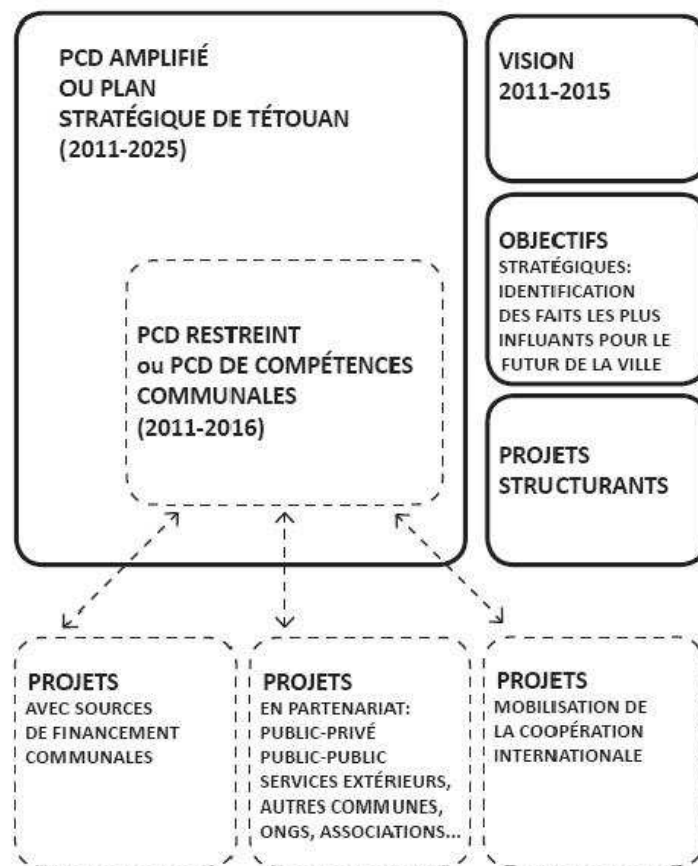 PCD AMPLIFIÉ
OU PLAN
STRATÉGIQUE DE TÉTOUAN
(2011-2025)
PCD RESTREINT
ou PCD DE COMPÉTENCES
COMMUNALES
(2011-2016)
VISION
2011-2015
OBJECTIFS
STRATÉGIQUES:
IDENTIFICATION
DES FAITS LES PLUS
INFLUANTS POUR LE
FUTUR DE LA VILLE
PROJETS
STRUCTURANTS
PROJETS
AVEC SOURCES
DE FINANCEMENT
COMMUNALES
PROJETS
EN PARTENARIAT:
PUBLIC-PRIVÉ
PUBLIC-PUBLIC
SERVICES EXTÉRIEURS,
AUTRES COMMUNES,
ONGS, ASSOCIATIONS...
PROJETS
MOBILISATION DE
LA COOPÉRATION
INTERNATIONALE